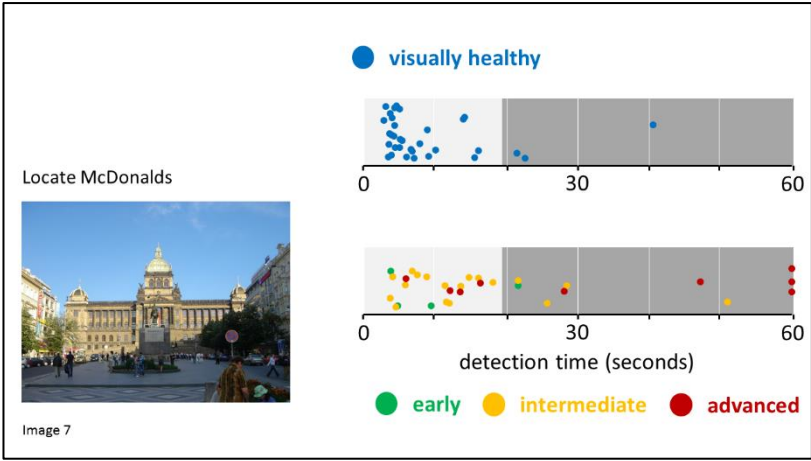 visually healthy
0 30 60
Locate McDonalds
0 30 60
detection time (seconds)
early intermediate advanced
Image 7